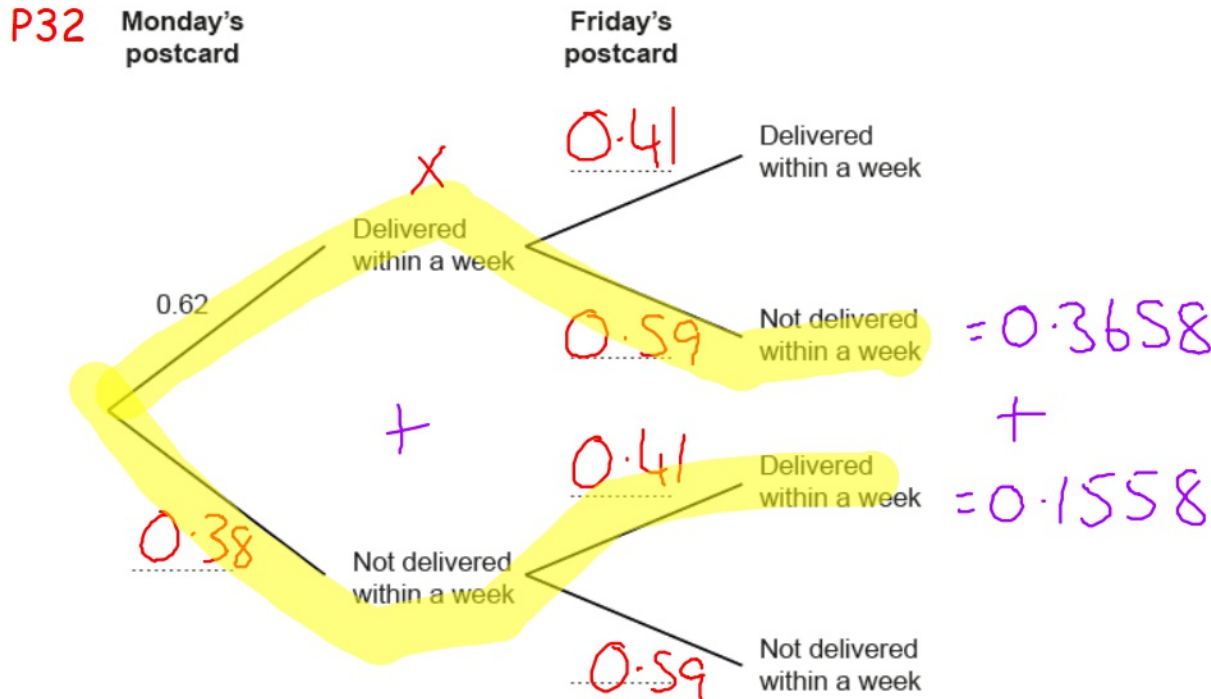 P32
Monday's
postcard
Friday's
postcard
0.41
Delivered
within a week
X
Delivered
within a week
0.62
0.59
Not delivered
within a week
=0.3658
+
+
0.41
Delivered
within a week
=0.1558
0.38
Not delivered
within a week
0.59
Not delivered
within a week